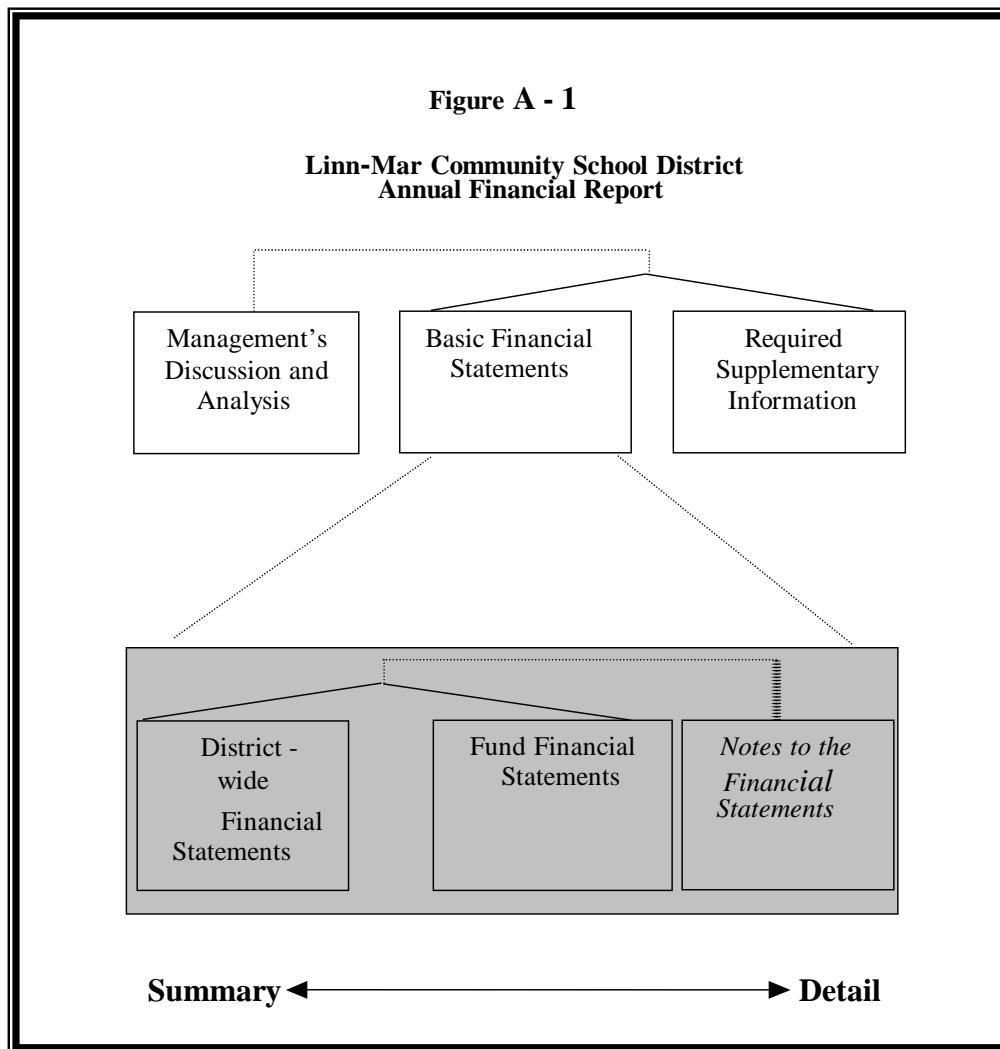 Figure A - 1
Linn-Mar Community School District
Annual Financial Report
Management’s
Discussion and
Analysis
Basic Financial
Statements
Required
Supplementary
Information
District -
wide
Financial
Statements
Fund Financial
Statements
Notes to the
Financial
Statements
Summary
Detail